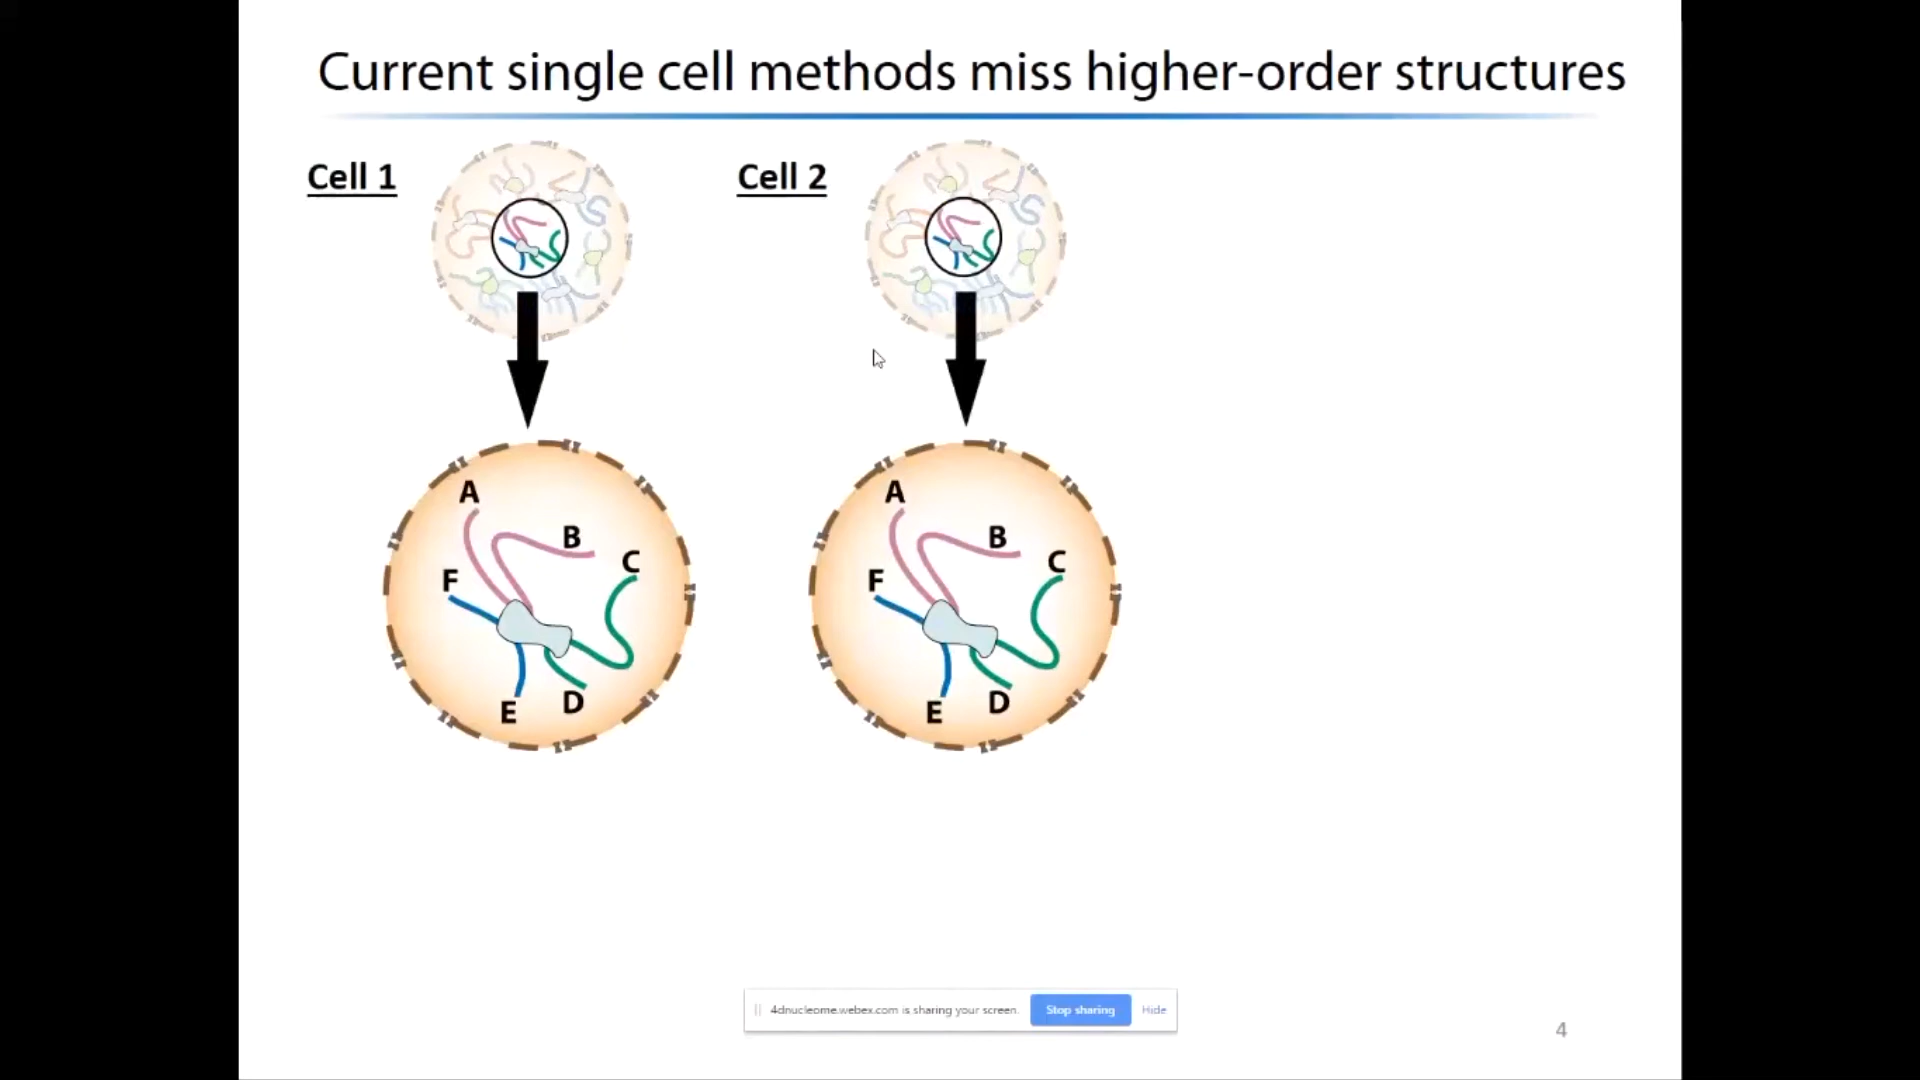 Current single cell methods miss higher-order structures
Cell 1
Cell 2
A
B
C
F
E
D
A
B
C
F
E
D
4dnucleome.webex.com is sharing your screen.
Stop sharing
Hide
4